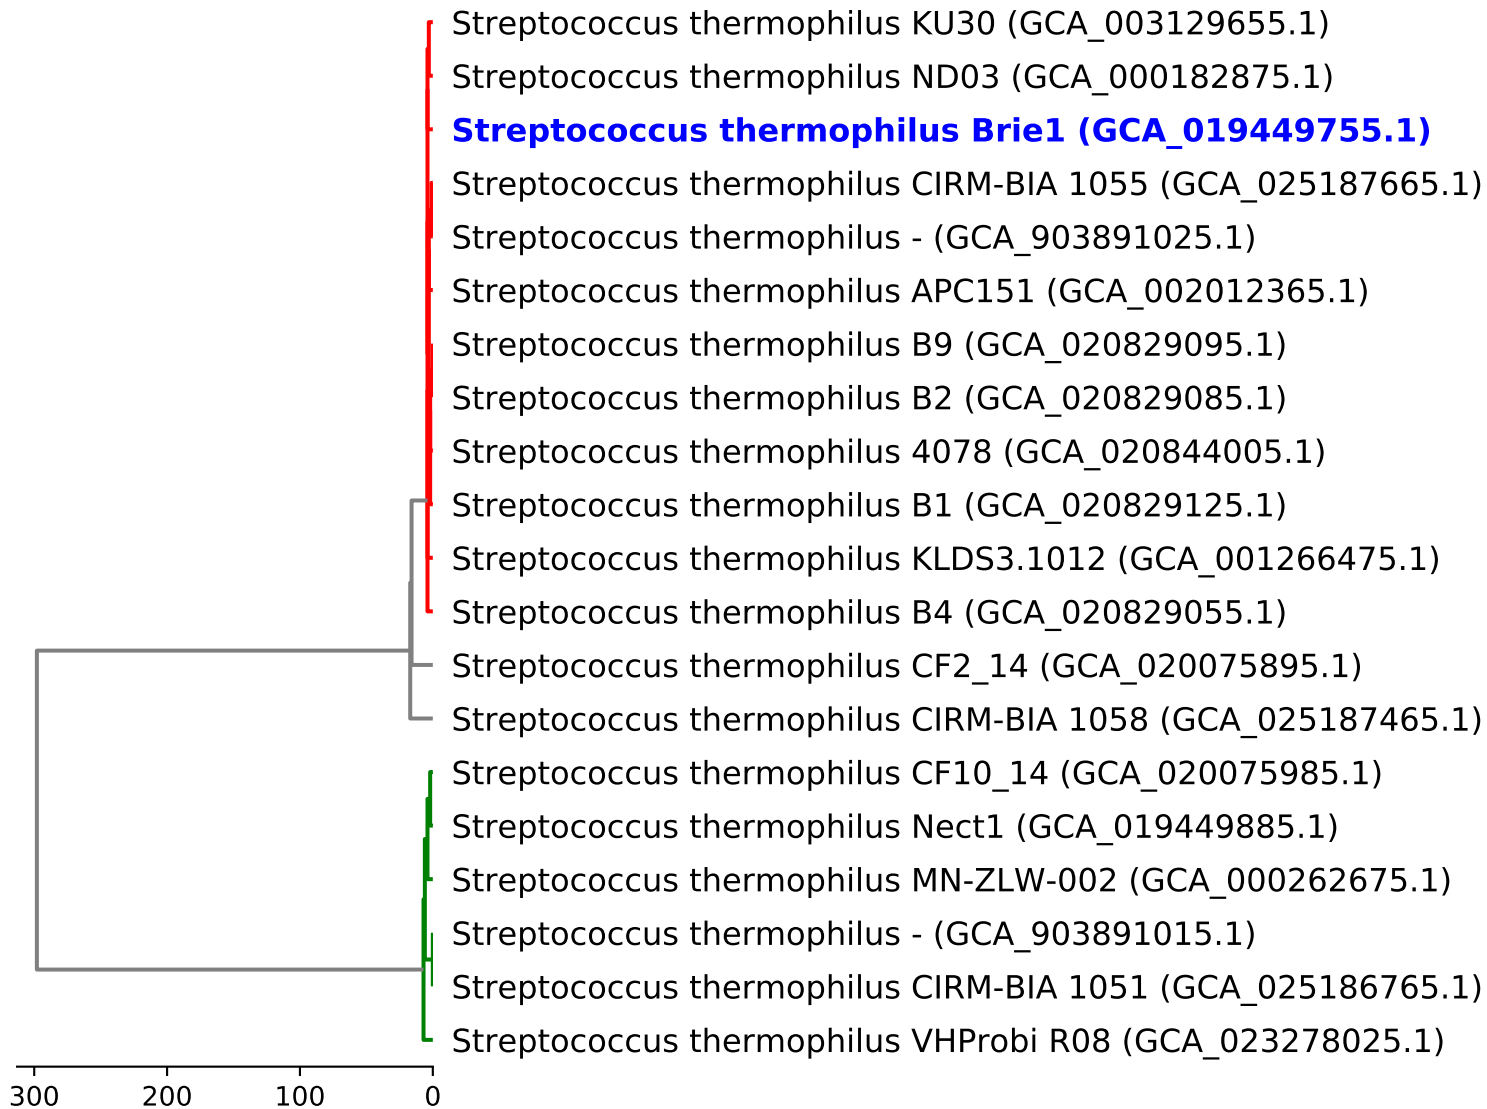 Streptococcus thermophilus KU30 (GCA_003129655.1)
Streptococcus thermophilus ND03 (GCA_000182875.1)
Streptococcus thermophilus Brie1 (GCA_019449755.1)
Streptococcus thermophilus CIRM-BIA 1055 (GCA_025187665.1)
Streptococcus thermophilus - (GCA_903891025.1)
Streptococcus thermophilus APC151 (GCA_002012365.1)
Streptococcus thermophilus B9 (GCA_020829095.1)
Streptococcus thermophilus B2 (GCA_020829085.1)
Streptococcus thermophilus 4078 (GCA_020844005.1)
Streptococcus thermophilus B1 (GCA_020829125.1)
Streptococcus thermophilus KLDS3.1012 (GCA_001266475.1)
Streptococcus thermophilus B4 (GCA_020829055.1)
Streptococcus thermophilus CF2_14 (GCA_020075895.1)
Streptococcus thermophilus CIRM-BIA 1058 (GCA_025187465.1)
Streptococcus thermophilus CF10_14 (GCA_020075985.1)
Streptococcus thermophilus Nect1 (GCA_019449885.1)
Streptococcus thermophilus MN-ZLW-002 (GCA_000262675.1)
Streptococcus thermophilus - (GCA_903891015.1)
Streptococcus thermophilus CIRM-BIA 1051 (GCA_025186765.1)
Streptococcus thermophilus VHProbi R08 (GCA_023278025.1)
300 200 100 0